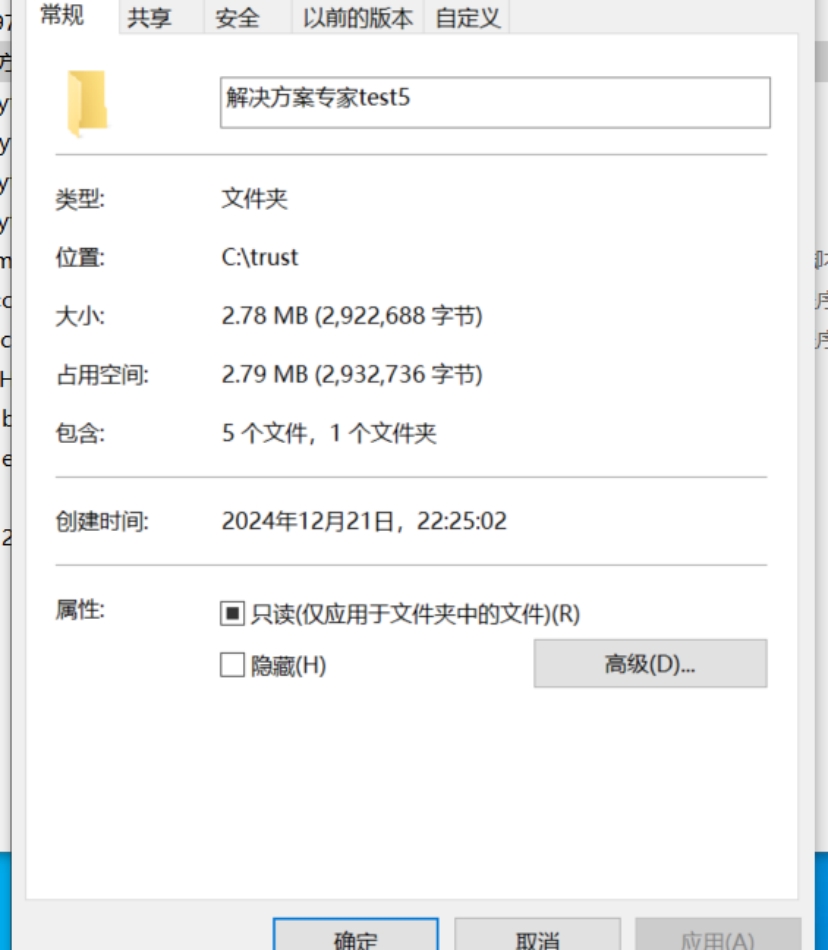 常规 共享 安全 以前的版本 自定义
解决方案专家test5
类型: 文件夹
位置: C:\trust
大小: 2.78 MB (2,922,688 字节)
占用空间: 2.79 MB (2,932,736 字节)
包含: 5 个文件，1 个文件夹
创建时间: 2024年12月21日，22:25:02
属性: 只读(仅应用于文件夹中的文件)(R)
隐藏(H) 高级(D)...
确定 取消 应用(A)